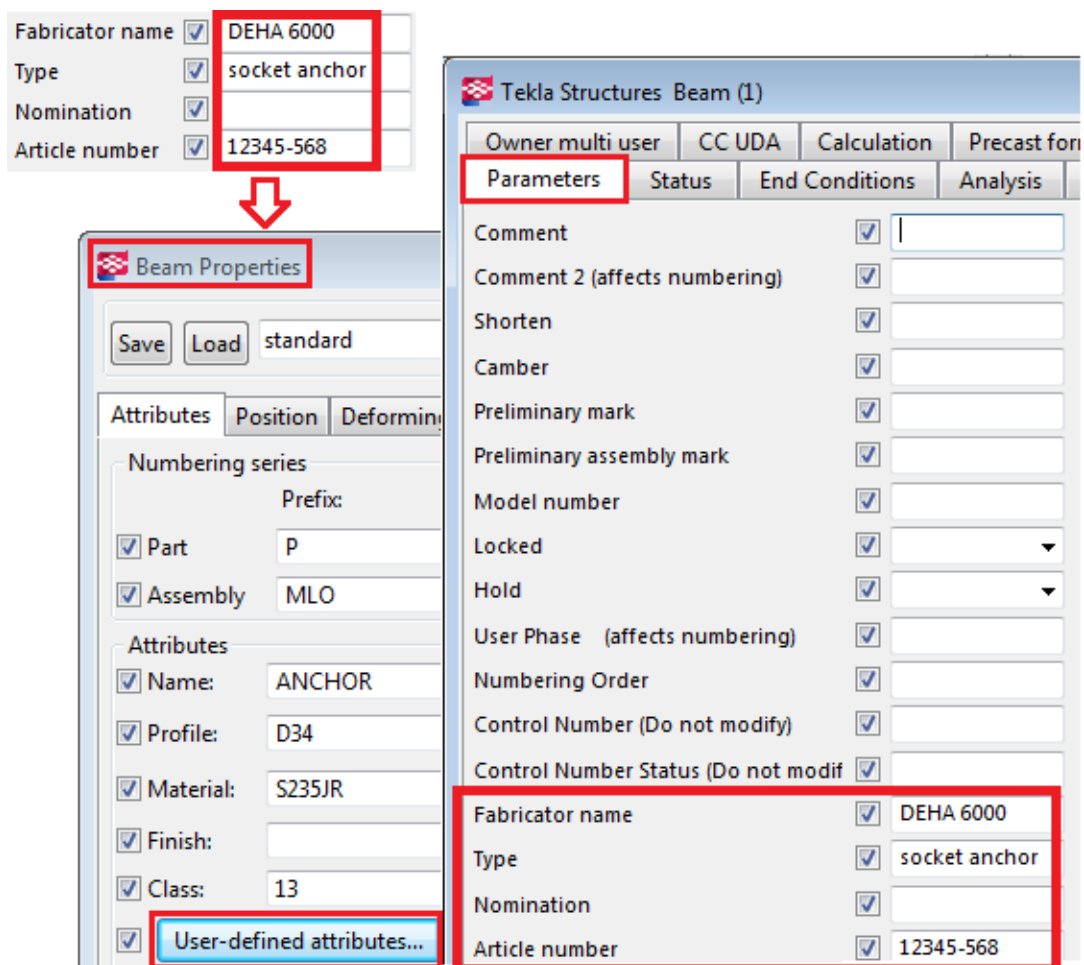 Fabricator name DEHA 6000
Type socket anchor
Nomination
Article number 12345-568
Beam Properties
Save Load standard
Attributes Position Deforming
Numbering series
Prefix:
Part P
Assembly MLO
Attributes
Name: ANCHOR
Profile: D34
Material: S235JR
Finish:
Class: 13
User-defined attributes...
Tekla Structures Beam (1)
Owner multi user CC UDA Calculation Precast for
Parameters Status End Conditions Analysis
Comment
Comment 2 (affects numbering)
Shorten
Camber
Preliminary mark
Preliminary assembly mark
Model number
Locked
Hold
User Phase (affects numbering)
Numbering Order
Control Number (Do not modify)
Control Number Status (Do not modif
Fabricator name DEHA 6000
Type socket anchor
Nomination
Article number 12345-568